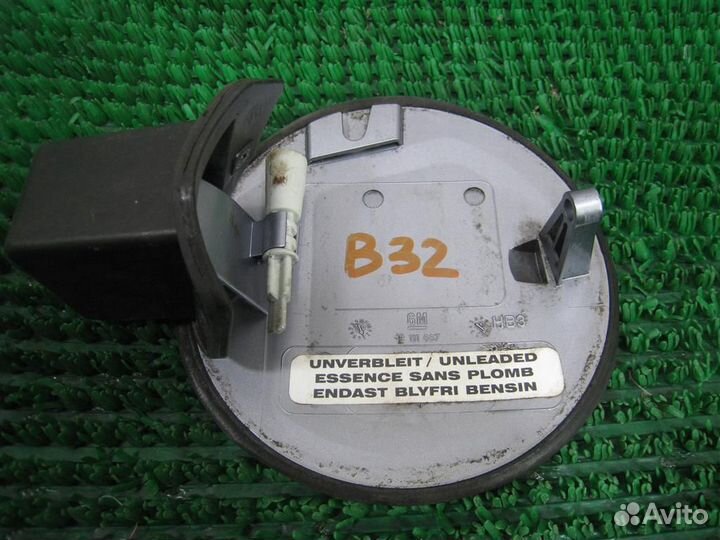 B32
GM
HB3
UNVERBLEIT / UNLEADED
ESSENCE SANS PLOMB
ENDAST BLYFRI BENSIN
Avito